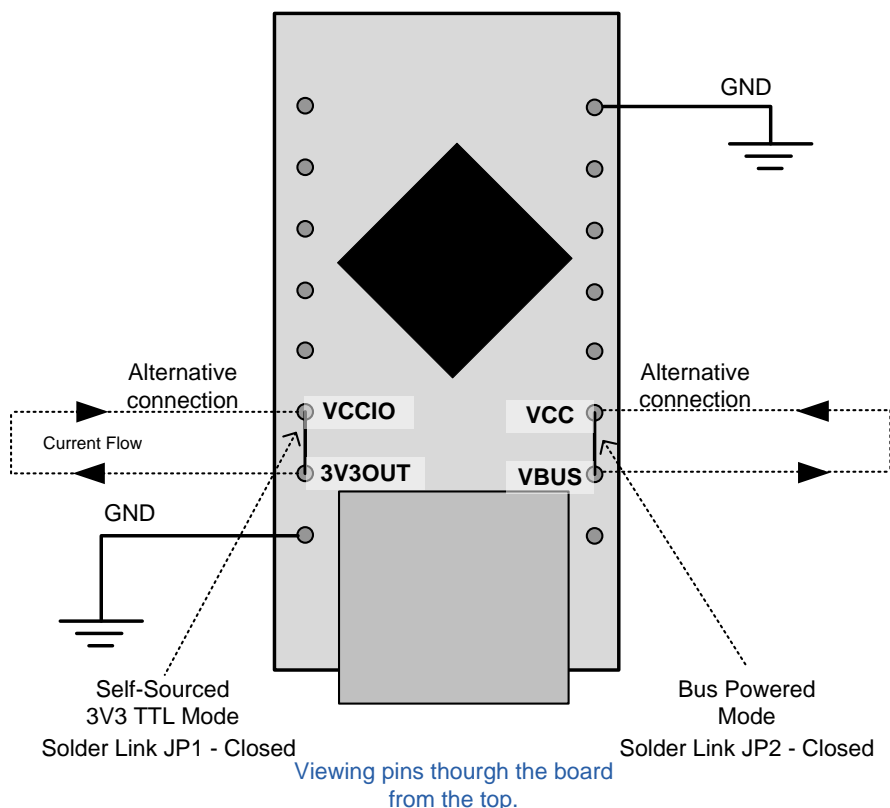 GND
Alternative
connection
VCCIO
VCC
Alternative
connection
Current Flow
3V3OUT
VBUS
GND
Self-Sourced
3V3 TTL Mode
Solder Link JP1 - Closed
Bus Powered
Mode
Solder Link JP2 - Closed
Viewing pins thourgh the board
from the top.